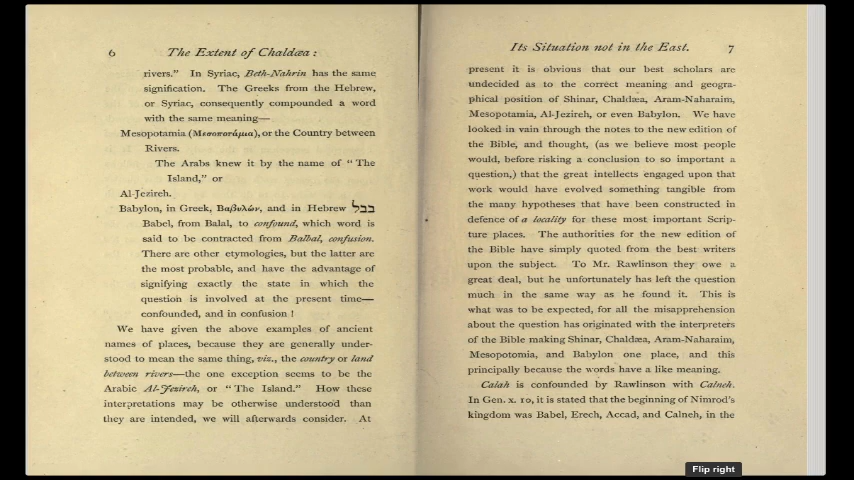 6 The Extent of Chaldæa :
rivers." In Syriac, Beth-Nahrin has the same
signification. The Greeks from the Hebrew,
or Syriac, consequently compounded a word
with the same meaning—
Mesopotamia (Μεσοποτάμια), or the Country between
Rivers.
The Arabs knew it by the name of "The
Island," or
Al-Jezireh.
Babylon, in Greek, Βαβυλών, and in Hebrew בבל
Babel, from Balal, to confound, which word is
said to be contracted from Balbal, confusion.
There are other etymologies, but the latter are
the most probable, and have the advantage of
signifying exactly the state in which the
question is involved at the present time—
confounded, and in confusion !
We have given the above examples of ancient
names of places, because they are generally under-
stood to mean the same thing, viz., the country or land
between rivers—the one exception seems to be the
Arabic Al-Jezireh, or "The Island." How these
interpretations may be otherwise understood than
they are intended, we will afterwards consider. At
Its Situation not in the East. 7
present it is obvious that our best scholars are
undecided as to the correct meaning and geogra-
phical position of Shinar, Chaldæa, Aram-Naharaim,
Mesopotamia, Al-Jezireh, or even Babylon. We have
looked in vain through the notes to the new edition of
the Bible, and thought, (as we believe most people
would, before risking a conclusion to so important a
question,) that the great intellects engaged upon that
work would have evolved something tangible from
the many hypotheses that have been constructed in
defence of a locality for these most important Scrip-
ture places. The authorities for the new edition of
the Bible have simply quoted from the best writers
upon the subject. To Mr. Rawlinson they owe a
great deal, but he unfortunately has left the question
much in the same way as he found it. This is
what was to be expected, for all the misapprehension
about the question has originated with the interpreters
of the Bible making Shinar, Chaldæa, Aram-Naharaim,
Mesopotomia, and Babylon one place, and this
principally because the words have a like meaning.
Calah is confounded by Rawlinson with Calneh.
In Gen. x. 10, it is stated that the beginning of Nimrod's
kingdom was Babel, Erech, Accad, and Calneh, in the
Flip right